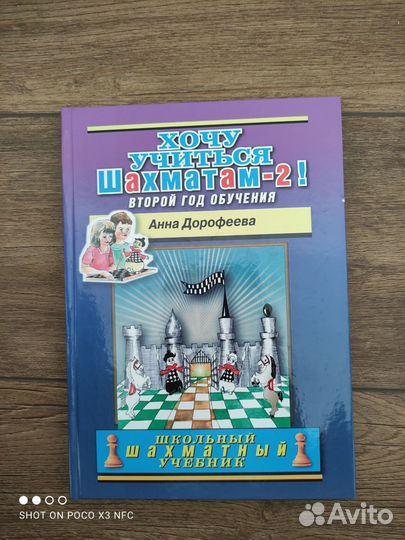 ХОЧУ
УЧИТЬСЯ
ШАХМАТАМ-2!
ВТОРОЙ ГОД ОБУЧЕНИЯ
Анна Дорофеева
ШКОЛЬНЫЙ
ШАХМАТНЫЙ
УЧЕБНИК
SHOT ON POCO X3 NFC
Avito